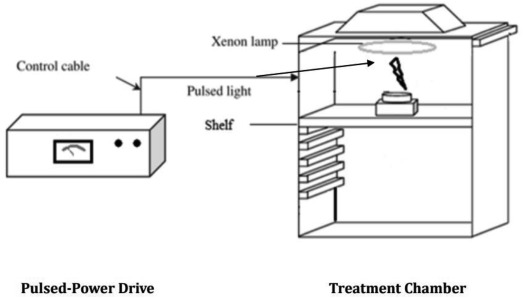 Xenon lamp
Control cable
Pulsed light
Shelf
Pulsed-Power Drive
Treatment Chamber